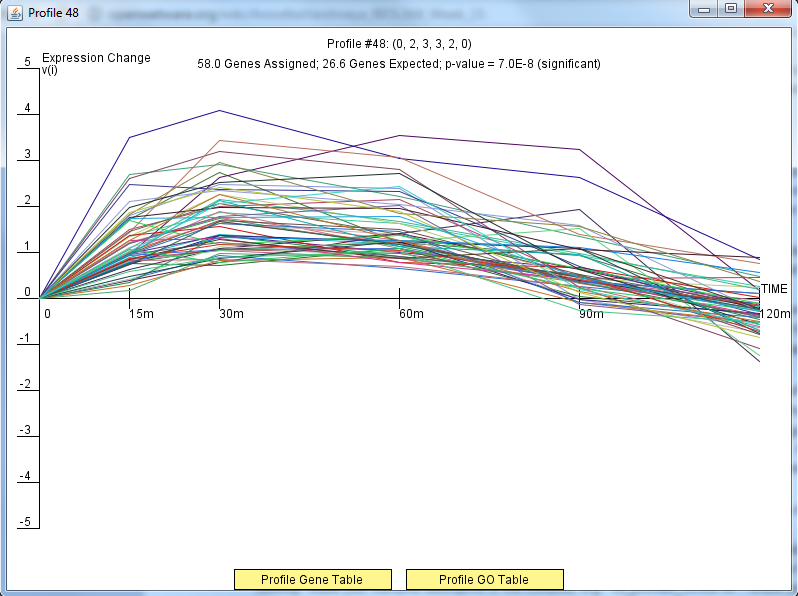 Profile 48
Profile #48: (0, 2, 3, 3, 2, 0)
58.0 Genes Assigned; 26.6 Genes Expected; p-value = 7.0E-8 (significant)
Expression Change
v(i)
5
4
3
2
1
0
-1
-2
-3
-4
-5
TIME
0 15m 30m 60m 90m 120m
Profile Gene Table Profile GO Table